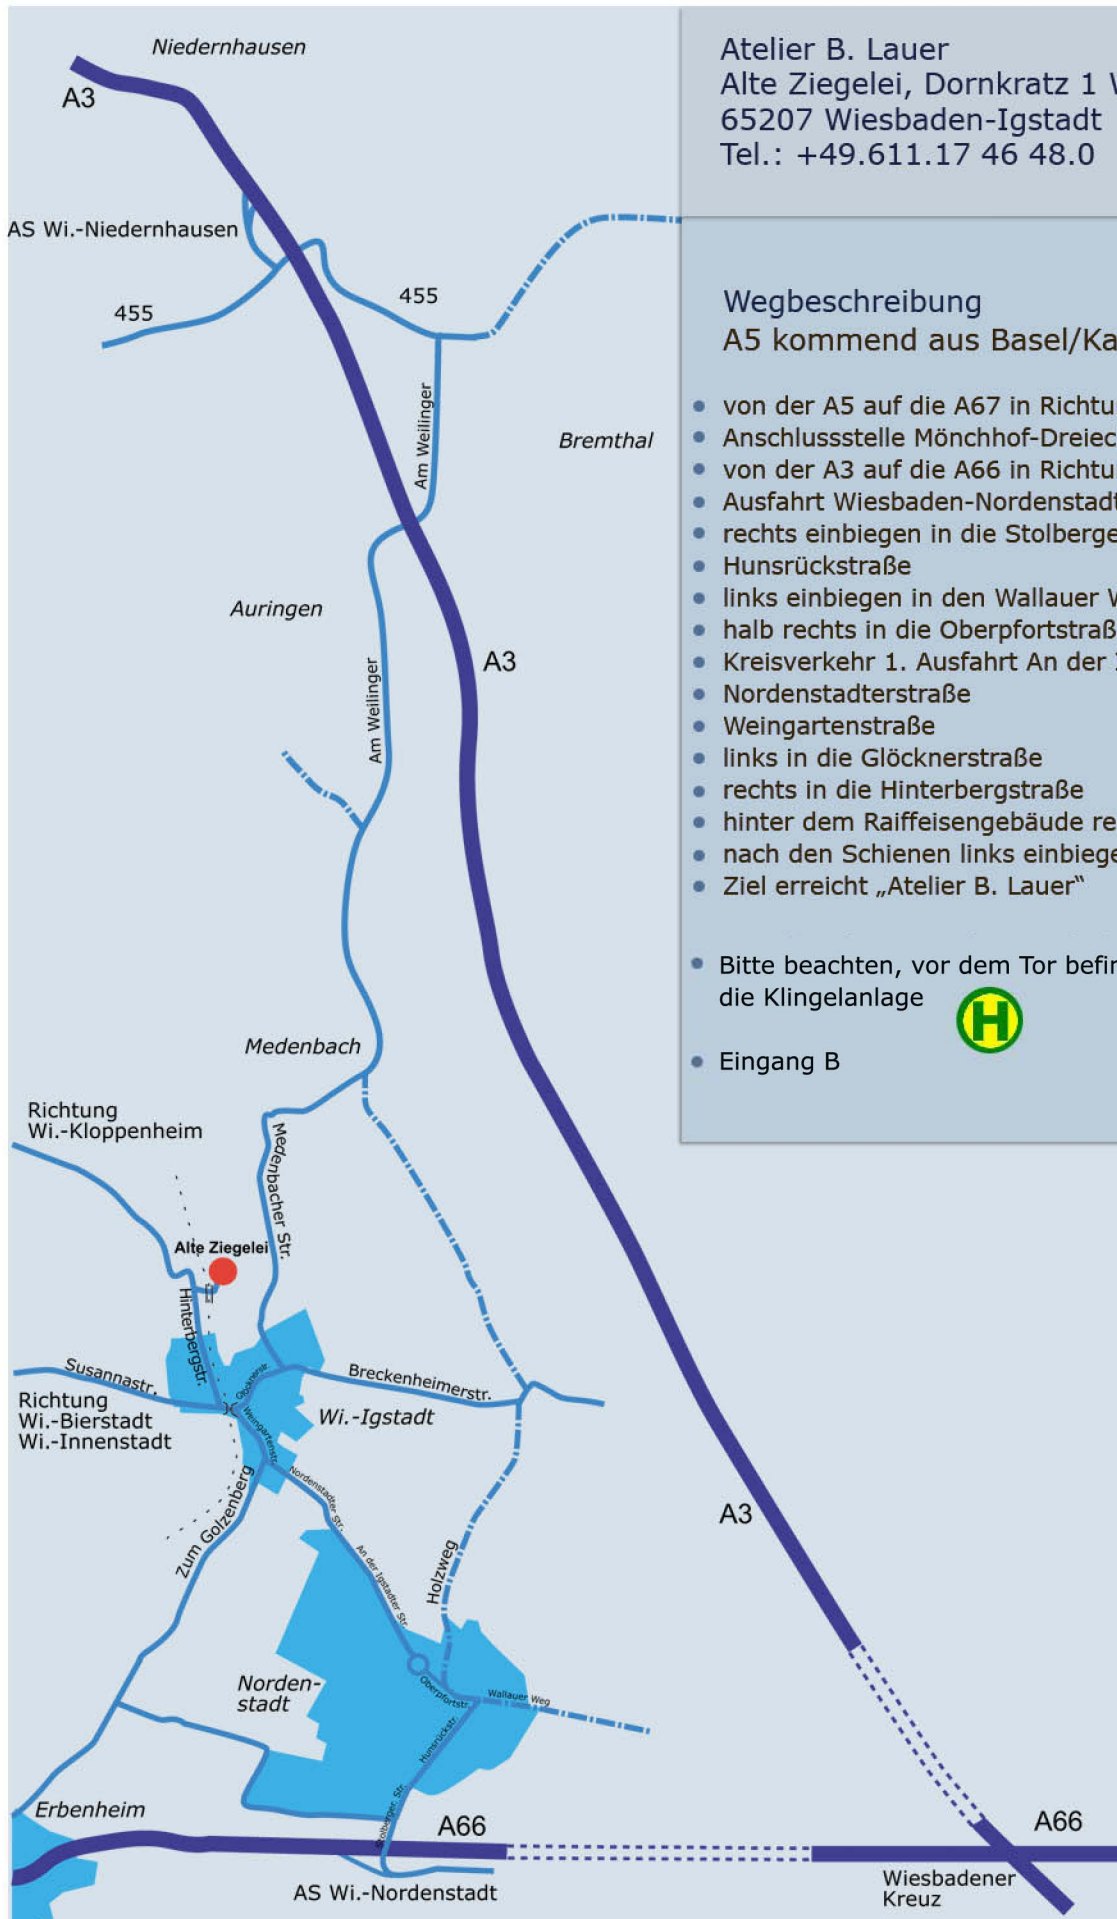 Niedernhausen
A3
AS Wi.-Niedernhausen
455
455
Am Weilinger
Bremthal
Auringen
A3
Am Weilinger
Medenbach
Richtung
Wi.-Kloppenheim
Medenbacher Str.
Alte Ziegelei
Hinterbergstr.
Susannastr.
Glöcknerstr.
Breckenheimerstr.
Richtung
Wi.-Bierstadt
Wi.-Innenstadt
Wi.-Igstadt
Weingartenstr.
Nordenstadter Str.
Zum Golzenberg
A3
An der Igstadter Str.
Holzweg
Norden-
stadt
Oberpfortstr.
Wallauer Weg
Hunsrückstr.
Stolberger. Str.
Erbenheim
A66
A66
Wiesbadener
Kreuz
AS Wi.-Nordenstadt
Atelier B. Lauer
Alte Ziegelei, Dornkratz 1
65207 Wiesbaden-Igstadt
Tel.: +49.611.17 46 48.0
Wegbeschreibung
A5 kommend aus Basel/Ka
von der A5 auf die A67 in Richtu
Anschlussstelle Mönchhof-Dreiec
von der A3 auf die A66 in Richtu
Ausfahrt Wiesbaden-Nordenstadt
rechts einbiegen in die Stolberge
Hunsrückstraße
links einbiegen in den Wallauer
halb rechts in die Oberpfortstraß
Kreisverkehr 1. Ausfahrt An der
Nordenstadterstraße
Weingartenstraße
links in die Glöcknerstraße
rechts in die Hinterbergstraße
hinter dem Raiffeisengebäude re
nach den Schienen links einbiege
Ziel erreicht „Atelier B. Lauer“
Bitte beachten, vor dem Tor befin
die Klingelanlage
H
Eingang B